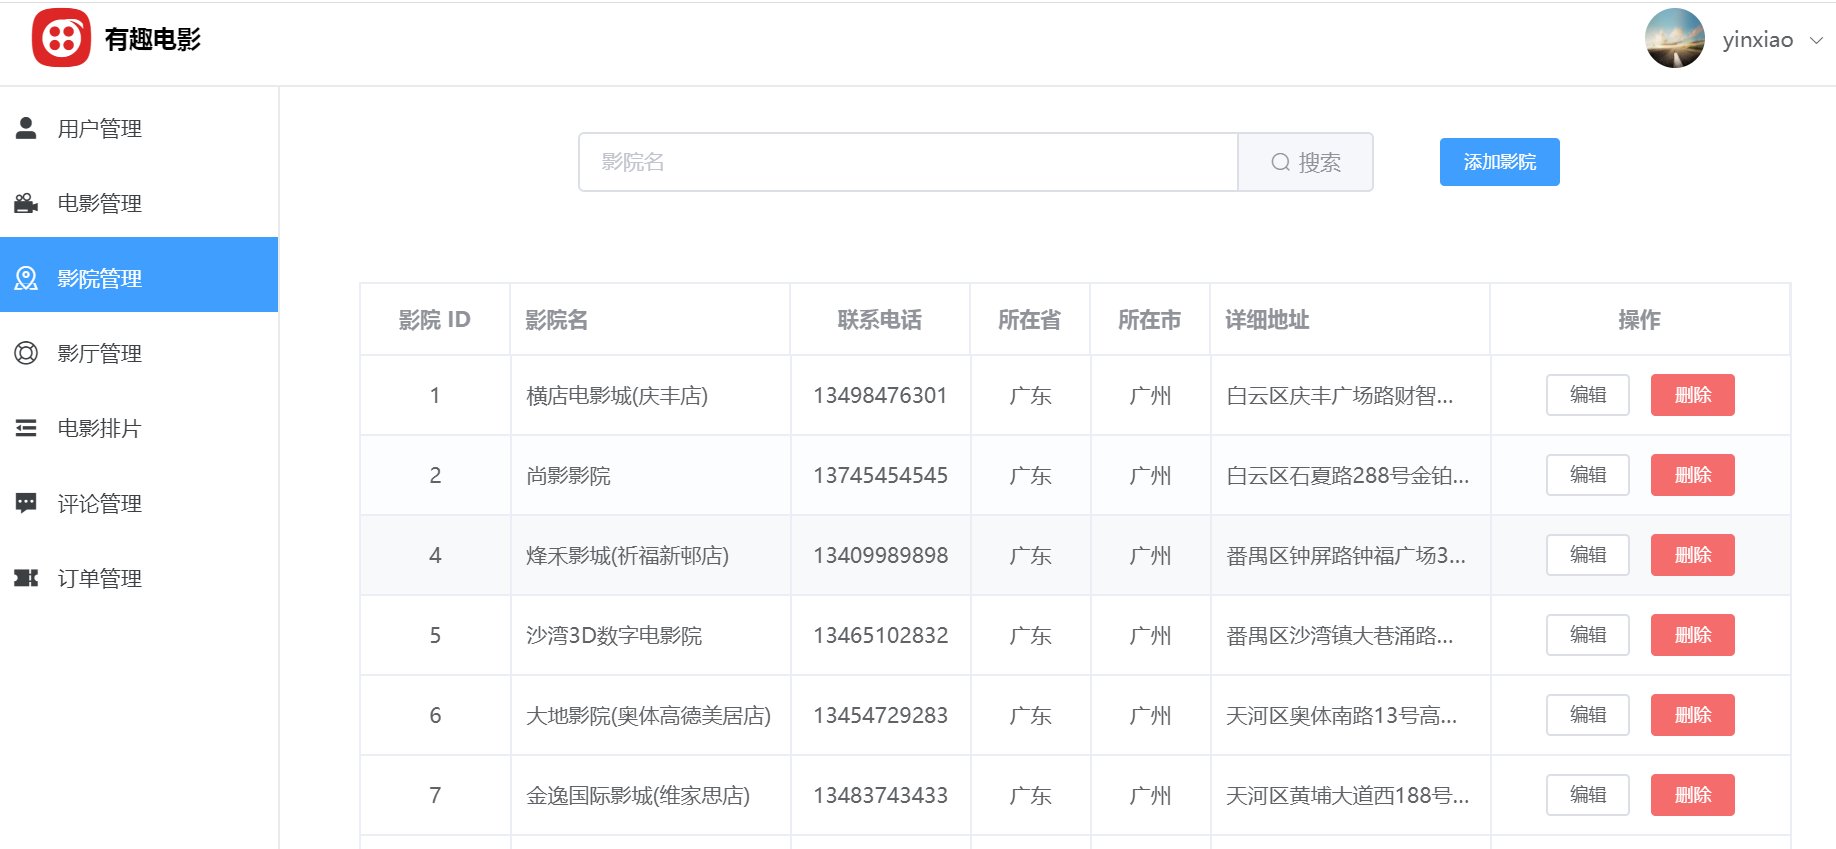 有趣电影
yinxiao
用户管理
电影管理
影院管理
影厅管理
电影排片
评论管理
订单管理
影院名 搜索 添加影院
影院 ID 影院名 联系电话 所在省 所在市 详细地址 操作
1 横店电影城(庆丰店) 13498476301 广东 广州 白云区庆丰广场路财智... 编辑 删除
2 尚影影院 13745454545 广东 广州 白云区石夏路288号金铂... 编辑 删除
4 烽禾影城(祈福新邨店) 13409989898 广东 广州 番禺区钟屏路钟福广场3... 编辑 删除
5 沙湾3D数字电影院 13465102832 广东 广州 番禺区沙湾镇大巷涌路... 编辑 删除
6 大地影院(奥体高德美居店) 13454729283 广东 广州 天河区奥体南路13号高... 编辑 删除
7 金逸国际影城(维家思店) 13483743433 广东 广州 天河区黄埔大道西188号... 编辑 删除